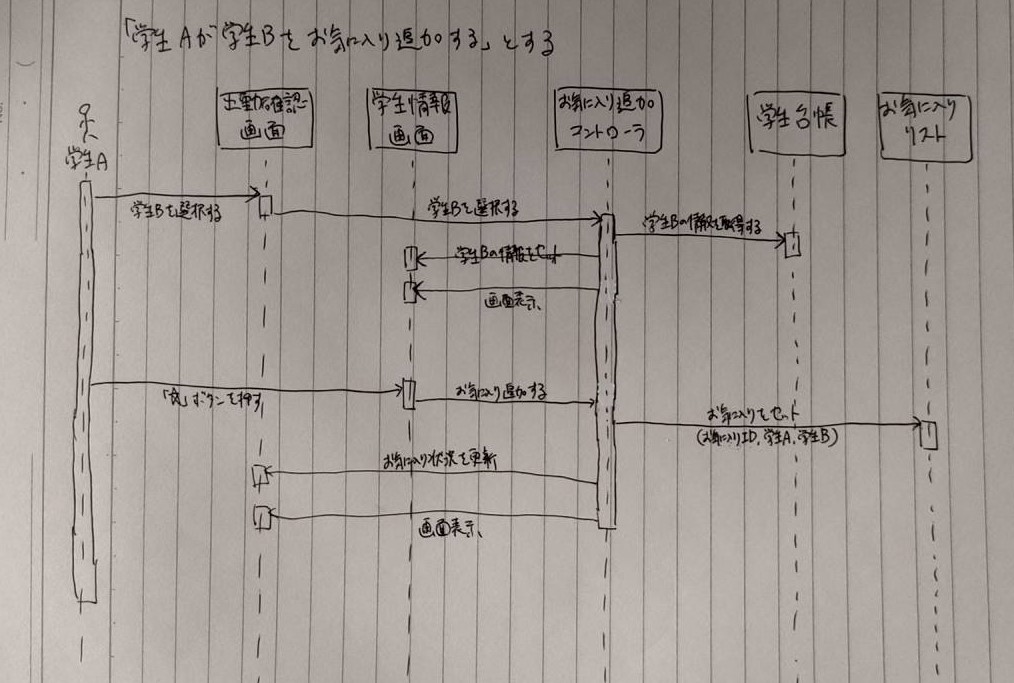 「学生Aが学生Bをお気に入り追加する」とする
学生A
出勤確認
画面
学生情報
画面
お気に入り追加
コントローラ
学生台帳
お気に入り
リスト
学生Bを選択する
学生Bを選択する
学生Bの情報を取得する
学生Bの情報をセット
画面表示
ボタンを押す
お気に入り追加する
お気に入りをセット
(お気に入りID, 学生A, 学生B)
お気に入り状況を更新
画面表示